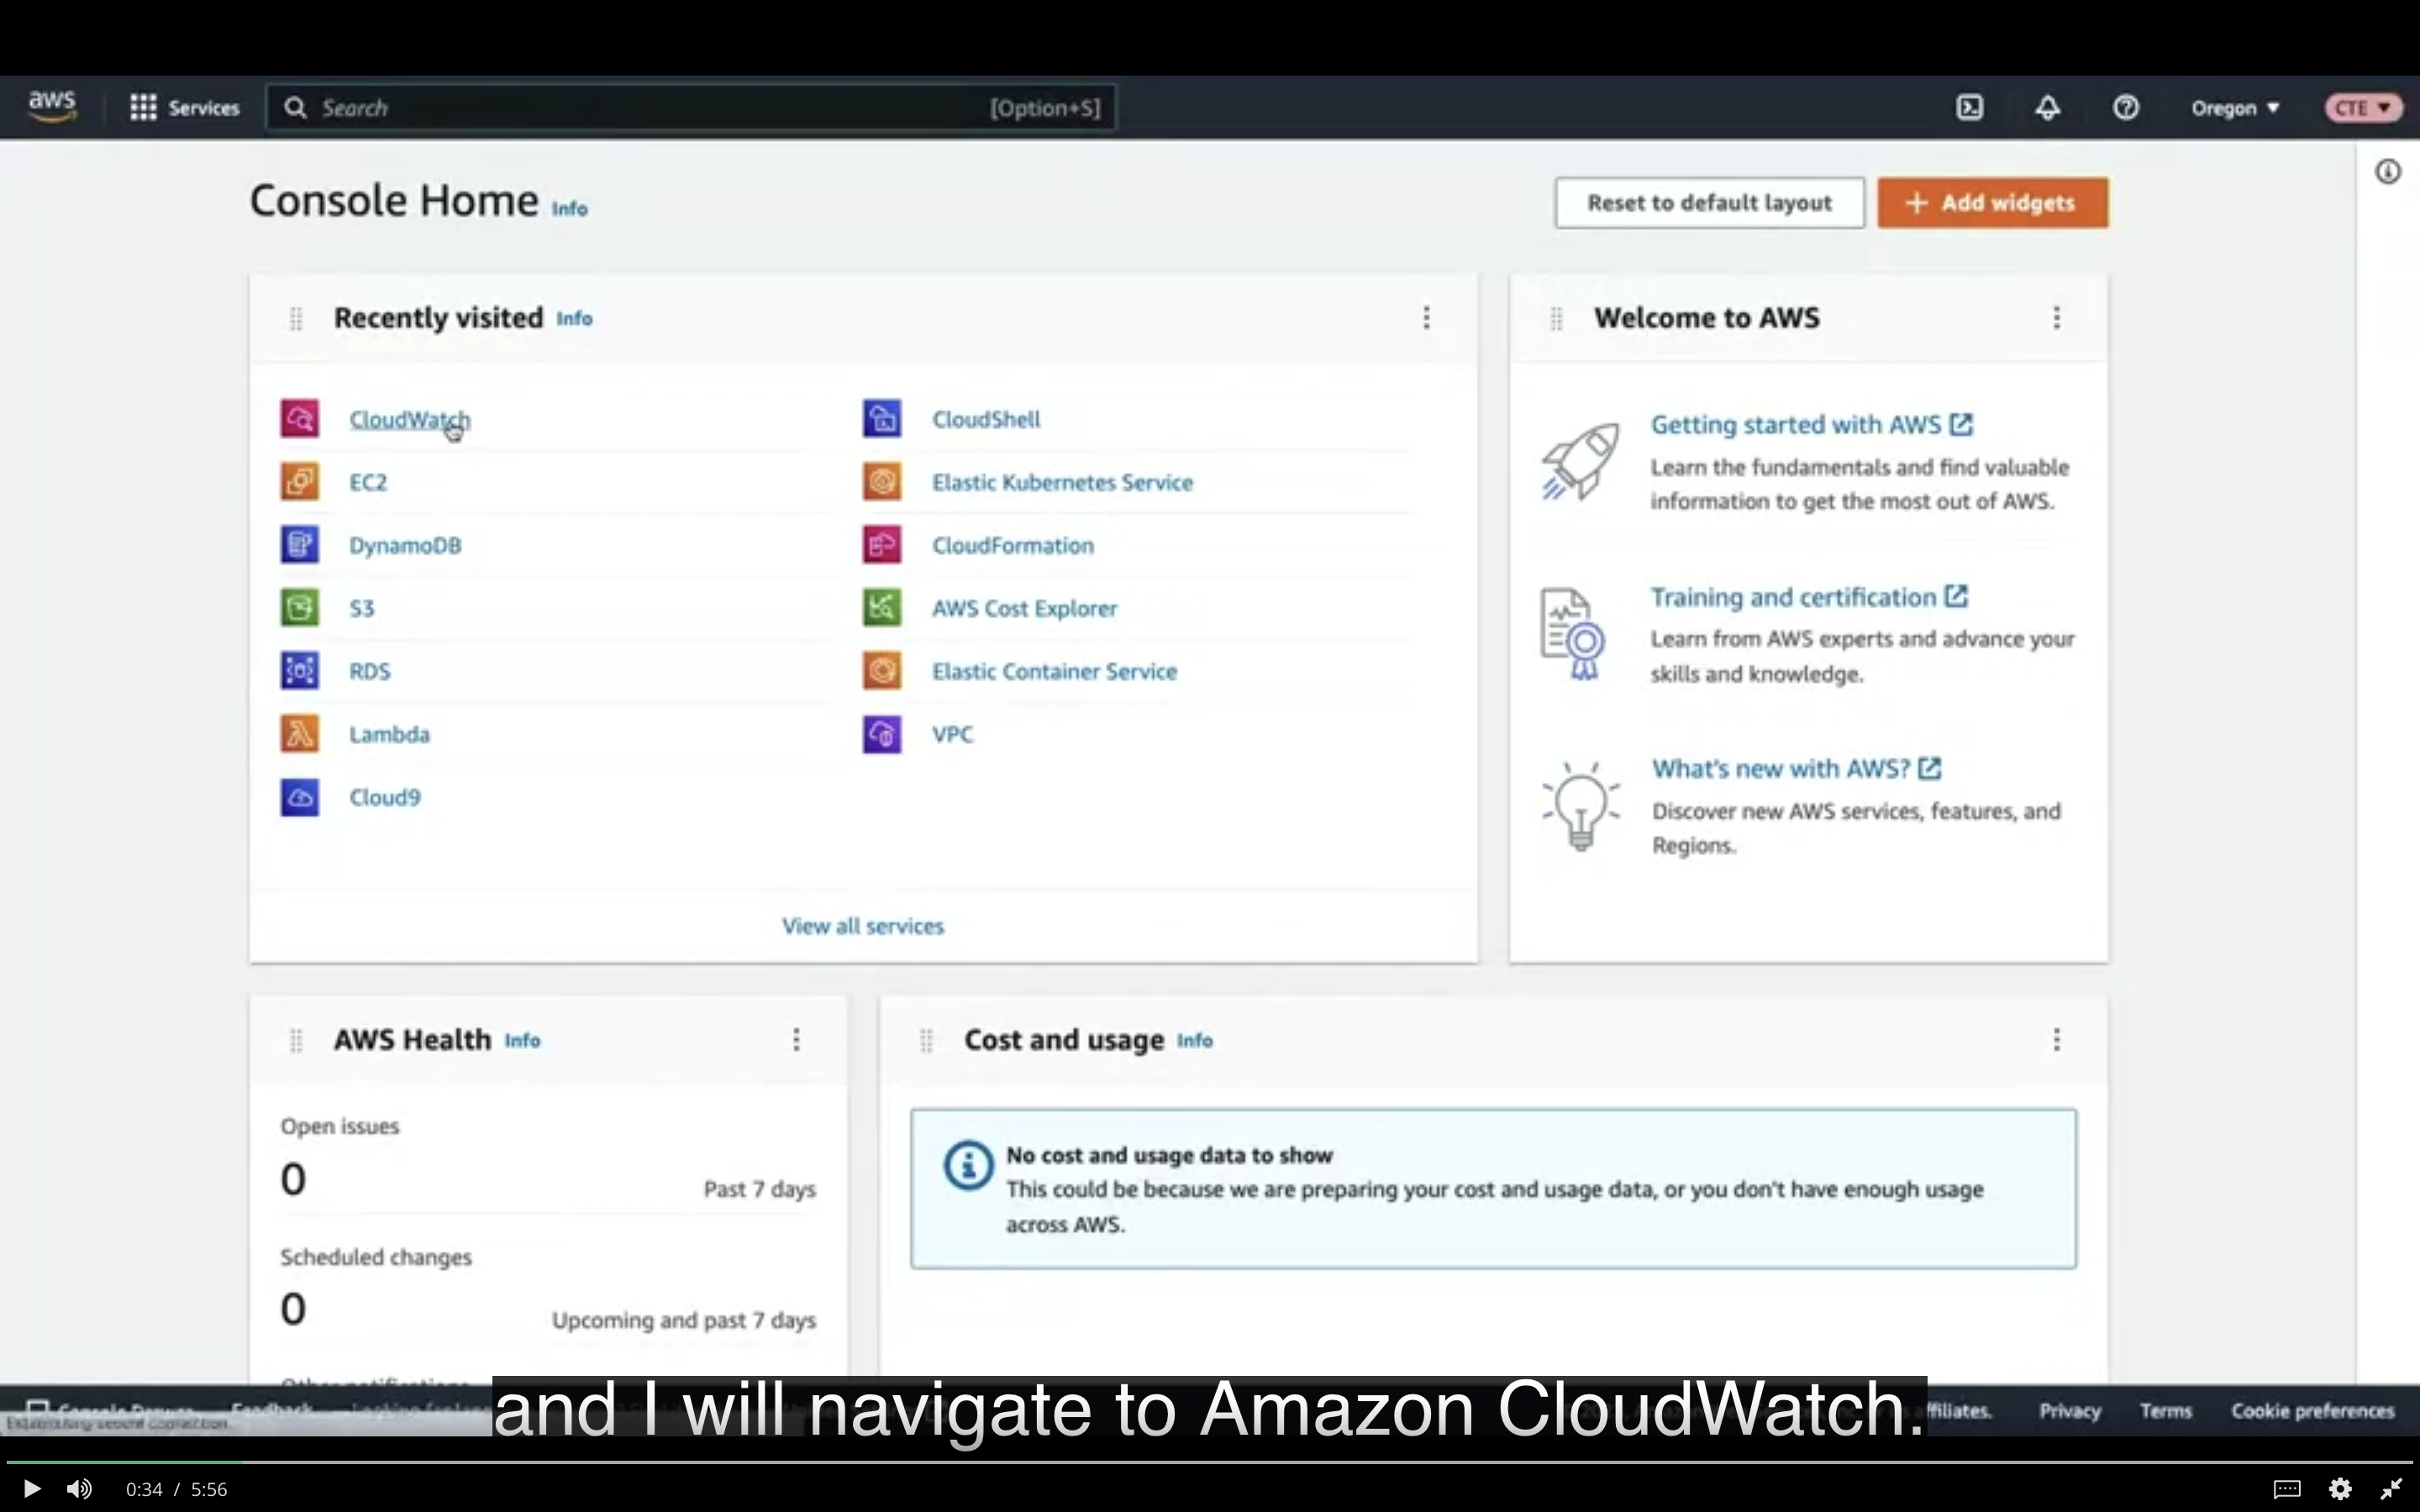 aws
Services
Search
[Option+S]
Oregon
CTE
Console Home Info
Reset to default layout
Add widgets
Recently visited Info
CloudWatch
EC2
DynamoDB
S3
RDS
Lambda
Cloud9
CloudShell
Elastic Kubernetes Service
CloudFormation
AWS Cost Explorer
Elastic Container Service
VPC
View all services
Welcome to AWS
Getting started with AWS
Learn the fundamentals and find valuable
information to get the most out of AWS.
Training and certification
Learn from AWS experts and advance your
skills and knowledge.
What's new with AWS?
Discover new AWS services, features, and
Regions.
AWS Health Info
Open issues
0
Past 7 days
Scheduled changes
0
Upcoming and past 7 days
Other notifications
Cost and usage Info
No cost and usage data to show
This could be because we are preparing your cost and usage data, or you don't have enough usage
across AWS.
and I will navigate to Amazon CloudWatch.
Feedback
ffiliates.
Privacy
Terms
Cookie preferences
0:34 / 5:56